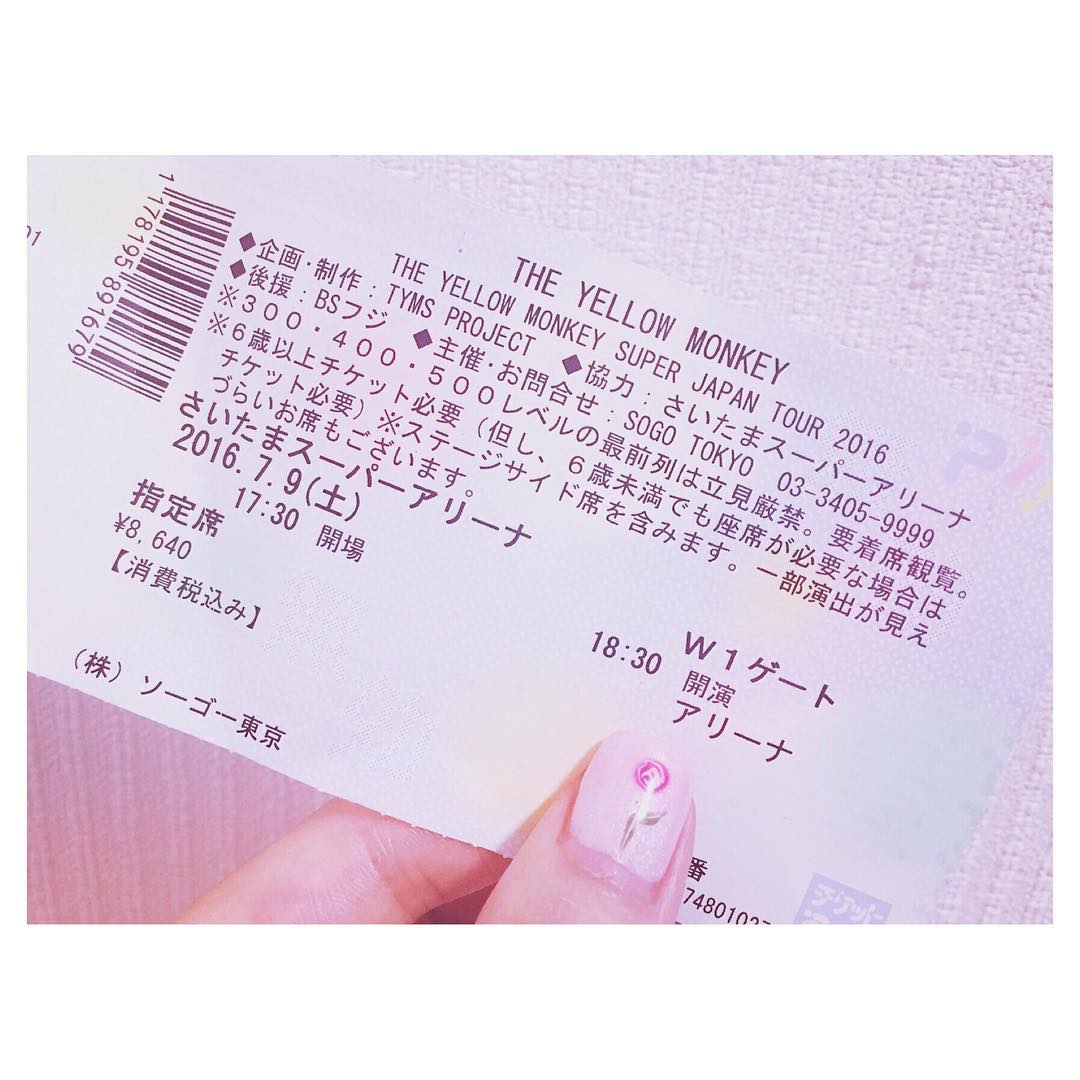 THE YELLOW MONKEY
THE YELLOW MONKEY SUPER JAPAN TOUR 2016
◆企画・制作：TYMS PROJECT ◆協力：さいたまスーパーアリーナ
◆後援：BSフジ ◆主催・お問合せ：SOGO TOKYO 03-3405-9999
※300・400・500レベルの最前列は立見厳禁。要着席観覧。
※6歳以上チケット必要（但し、6歳未満でも座席が必要な場合は
チケット必要）※ステージサイド席を含みます。一部演出が見え
づらいお席もございます。
さいたまスーパーアリーナ
2016.7.9(土)
17:30 開場 18:30 開演
指定席 W1ゲート
¥8,640 アリーナ
【消費税込み】
番
（株）ソーゴー東京
1178195891679
チケット